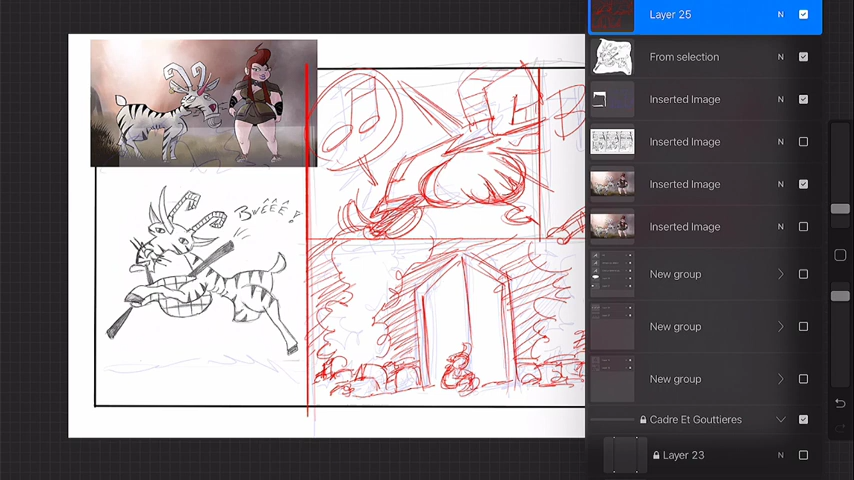 Layer 25 N
From selection N
Inserted Image N
Inserted Image N
Inserted Image N
Inserted Image N
New group
New group
New group
Cadre Et Gouttieres
Layer 23 N
BWÊÊÊ!